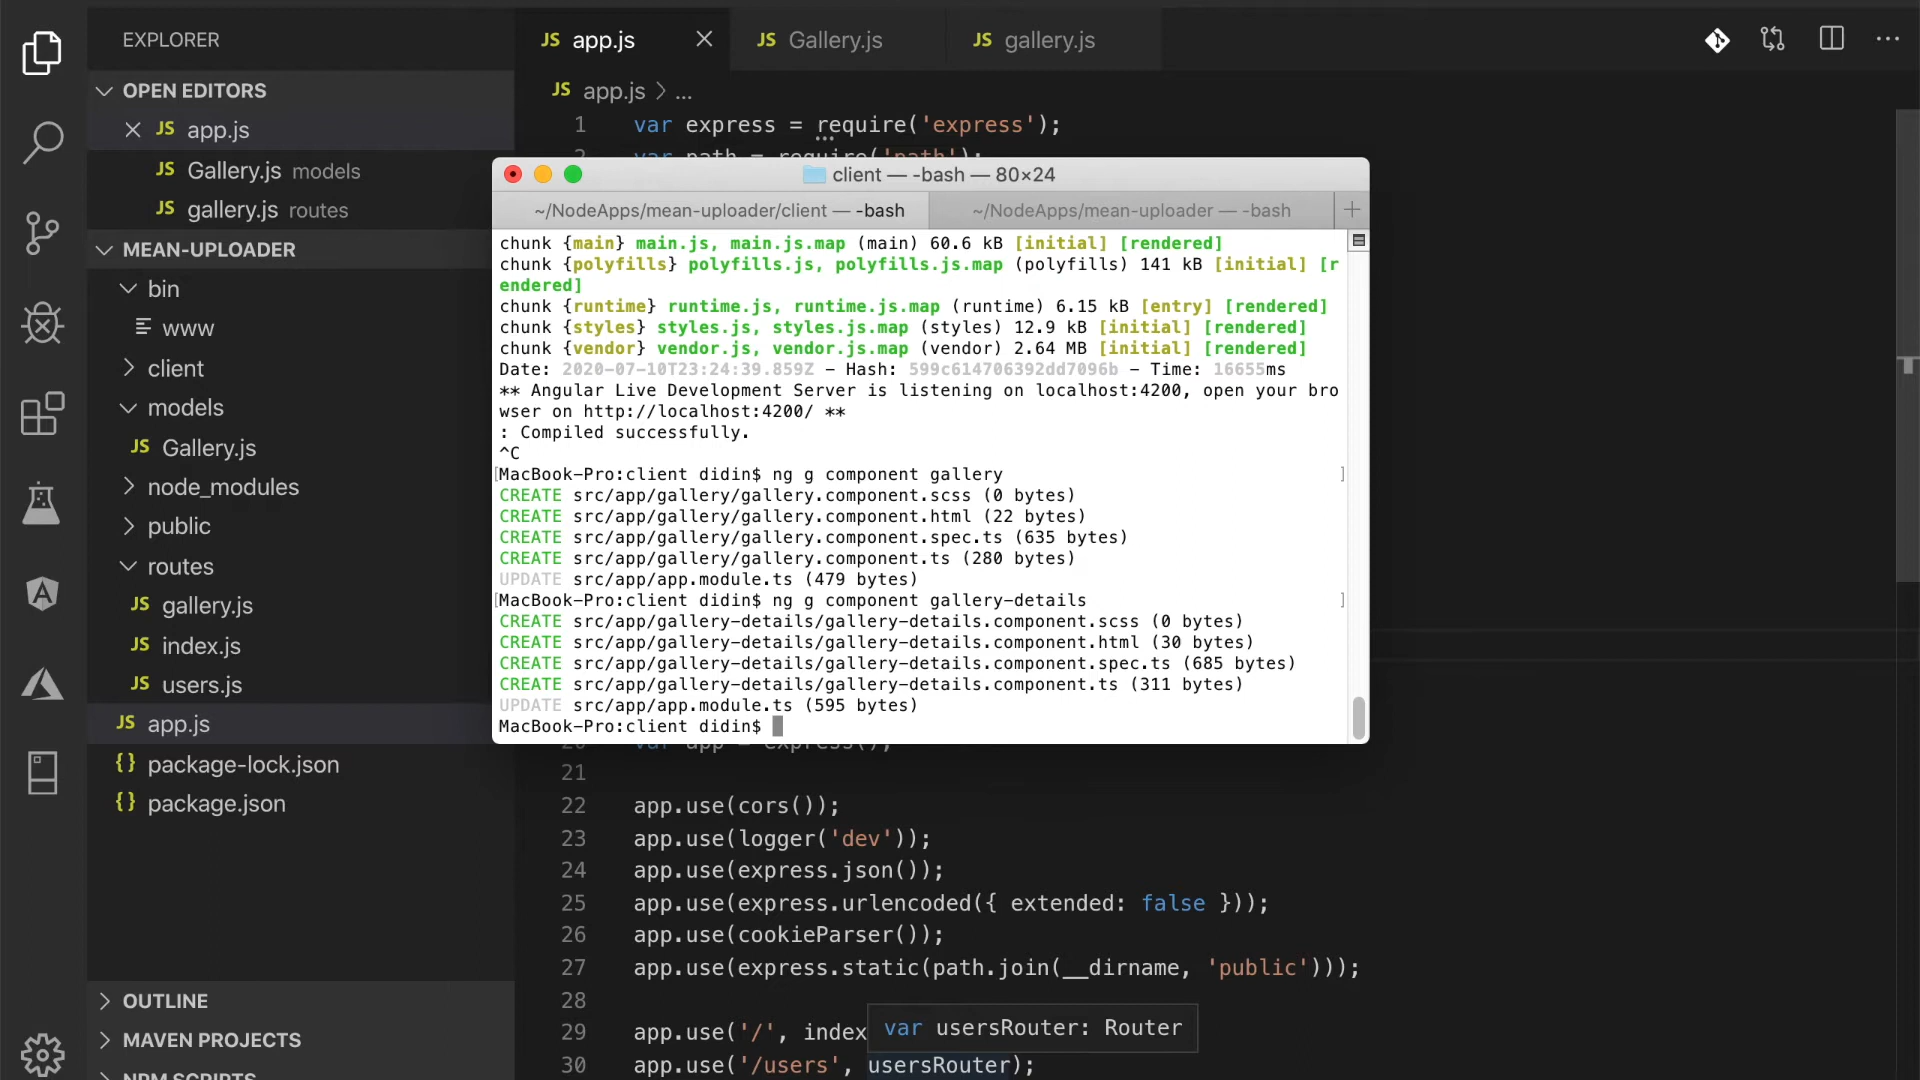 EXPLORER
OPEN EDITORS
JS app.js
JS Gallery.js models
JS gallery.js routes
MEAN-UPLOADER
bin
www
client
models
JS Gallery.js
node_modules
public
routes
JS gallery.js
JS index.js
JS users.js
JS app.js
{} package-lock.json
{} package.json
OUTLINE
MAVEN PROJECTS
NPM SCRIPTS
JS app.js
JS Gallery.js
JS gallery.js
JS app.js > ...
1 var express = require('express');
2 var path = require('path');
client — -bash — 80×24
~/NodeApps/mean-uploader/client — -bash
~/NodeApps/mean-uploader — -bash
chunk {main} main.js, main.js.map (main) 60.6 kB [initial] [rendered]
chunk {polyfills} polyfills.js, polyfills.js.map (polyfills) 141 kB [initial] [r
endered]
chunk {runtime} runtime.js, runtime.js.map (runtime) 6.15 kB [entry] [rendered]
chunk {styles} styles.js, styles.js.map (styles) 12.9 kB [initial] [rendered]
chunk {vendor} vendor.js, vendor.js.map (vendor) 2.64 MB [initial] [rendered]
Date: 2020-07-10T23:24:39.859Z - Hash: 599c614706392dd7096b - Time: 16655ms
** Angular Live Development Server is listening on localhost:4200, open your bro
wser on http://localhost:4200/ **
: Compiled successfully.
^C
[MacBook-Pro:client didin$ ng g component gallery ]
CREATE src/app/gallery/gallery.component.scss (0 bytes)
CREATE src/app/gallery/gallery.component.html (22 bytes)
CREATE src/app/gallery/gallery.component.spec.ts (635 bytes)
CREATE src/app/gallery/gallery.component.ts (280 bytes)
UPDATE src/app/app.module.ts (479 bytes)
[MacBook-Pro:client didin$ ng g component gallery-details ]
CREATE src/app/gallery-details/gallery-details.component.scss (0 bytes)
CREATE src/app/gallery-details/gallery-details.component.html (30 bytes)
CREATE src/app/gallery-details/gallery-details.component.spec.ts (685 bytes)
CREATE src/app/gallery-details/gallery-details.component.ts (311 bytes)
UPDATE src/app/app.module.ts (595 bytes)
MacBook-Pro:client didin$
20 var app = express();
21
22 app.use(cors());
23 app.use(logger('dev'));
24 app.use(express.json());
25 app.use(express.urlencoded({ extended: false }));
26 app.use(cookieParser());
27 app.use(express.static(path.join(__dirname, 'public')));
28
29 app.use('/', index
var usersRouter: Router
30 app.use('/users', usersRouter);